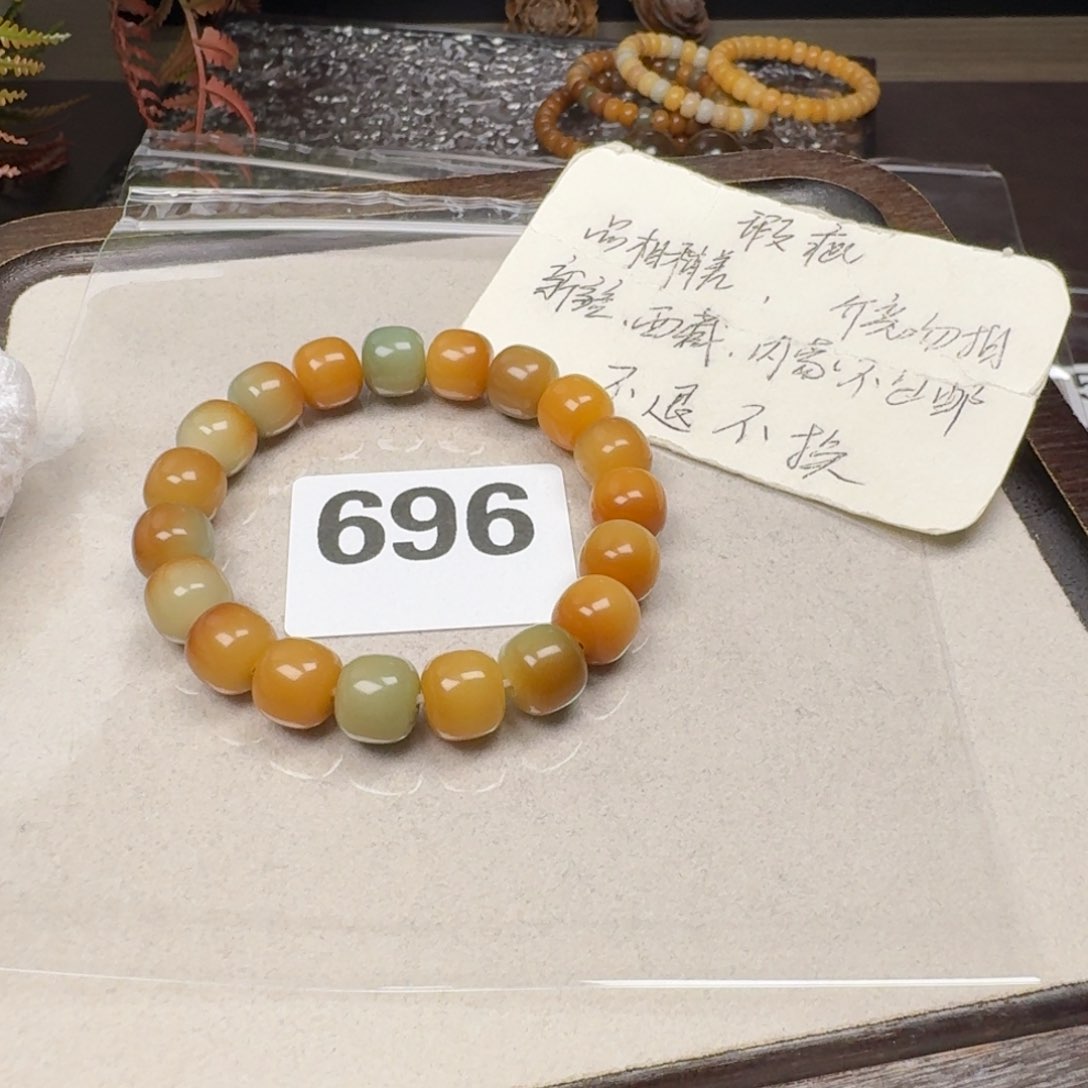 瑕疵
品相稍差, 介意勿拍
新疆、西藏、内蒙不包邮
不退不换
696